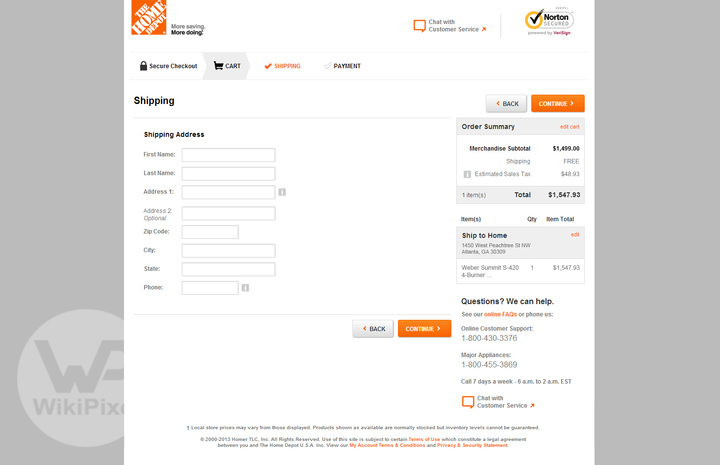 THE HOME DEPOT
More saving.
More doing.
Chat with
Customer Service
Norton
SECURED
powered by VeriSign
Secure Checkout
CART
SHIPPING
PAYMENT
Shipping
BACK
CONTINUE
Shipping Address
First Name:
Last Name:
Address 1:
Address 2:
Optional
Zip Code:
City:
State:
Phone:
BACK
CONTINUE
Order Summary edit cart
Merchandise Subtotal $1,499.00
Shipping FREE
Estimated Sales Tax $48.93
1 item(s) Total $1,547.93
Item(s) Qty Item Total
Ship to Home edit
1450 West Peachtree St NW
Atlanta, GA 30309
Weber Summit S-420 1 $1,547.93
4-Burner ...
Questions? We can help.
See our online FAQs or phone us:
Online Customer Support:
1-800-430-3376
Major Appliances:
1-800-455-3869
Call 7 days a week - 6 a.m. to 2 a.m. EST
Chat with
Customer Service
† Local store prices may vary from those displayed. Products shown as available are normally stocked but inventory levels cannot be guaranteed.
© 2000-2013 Homer TLC, Inc. All Rights Reserved. Use of this site is subject to certain Terms of Use which constitute a legal agreement
between you and The Home Depot U.S.A. Inc. View our My Account Terms & Conditions and Privacy & Security Statement.
WP
WikiPixe